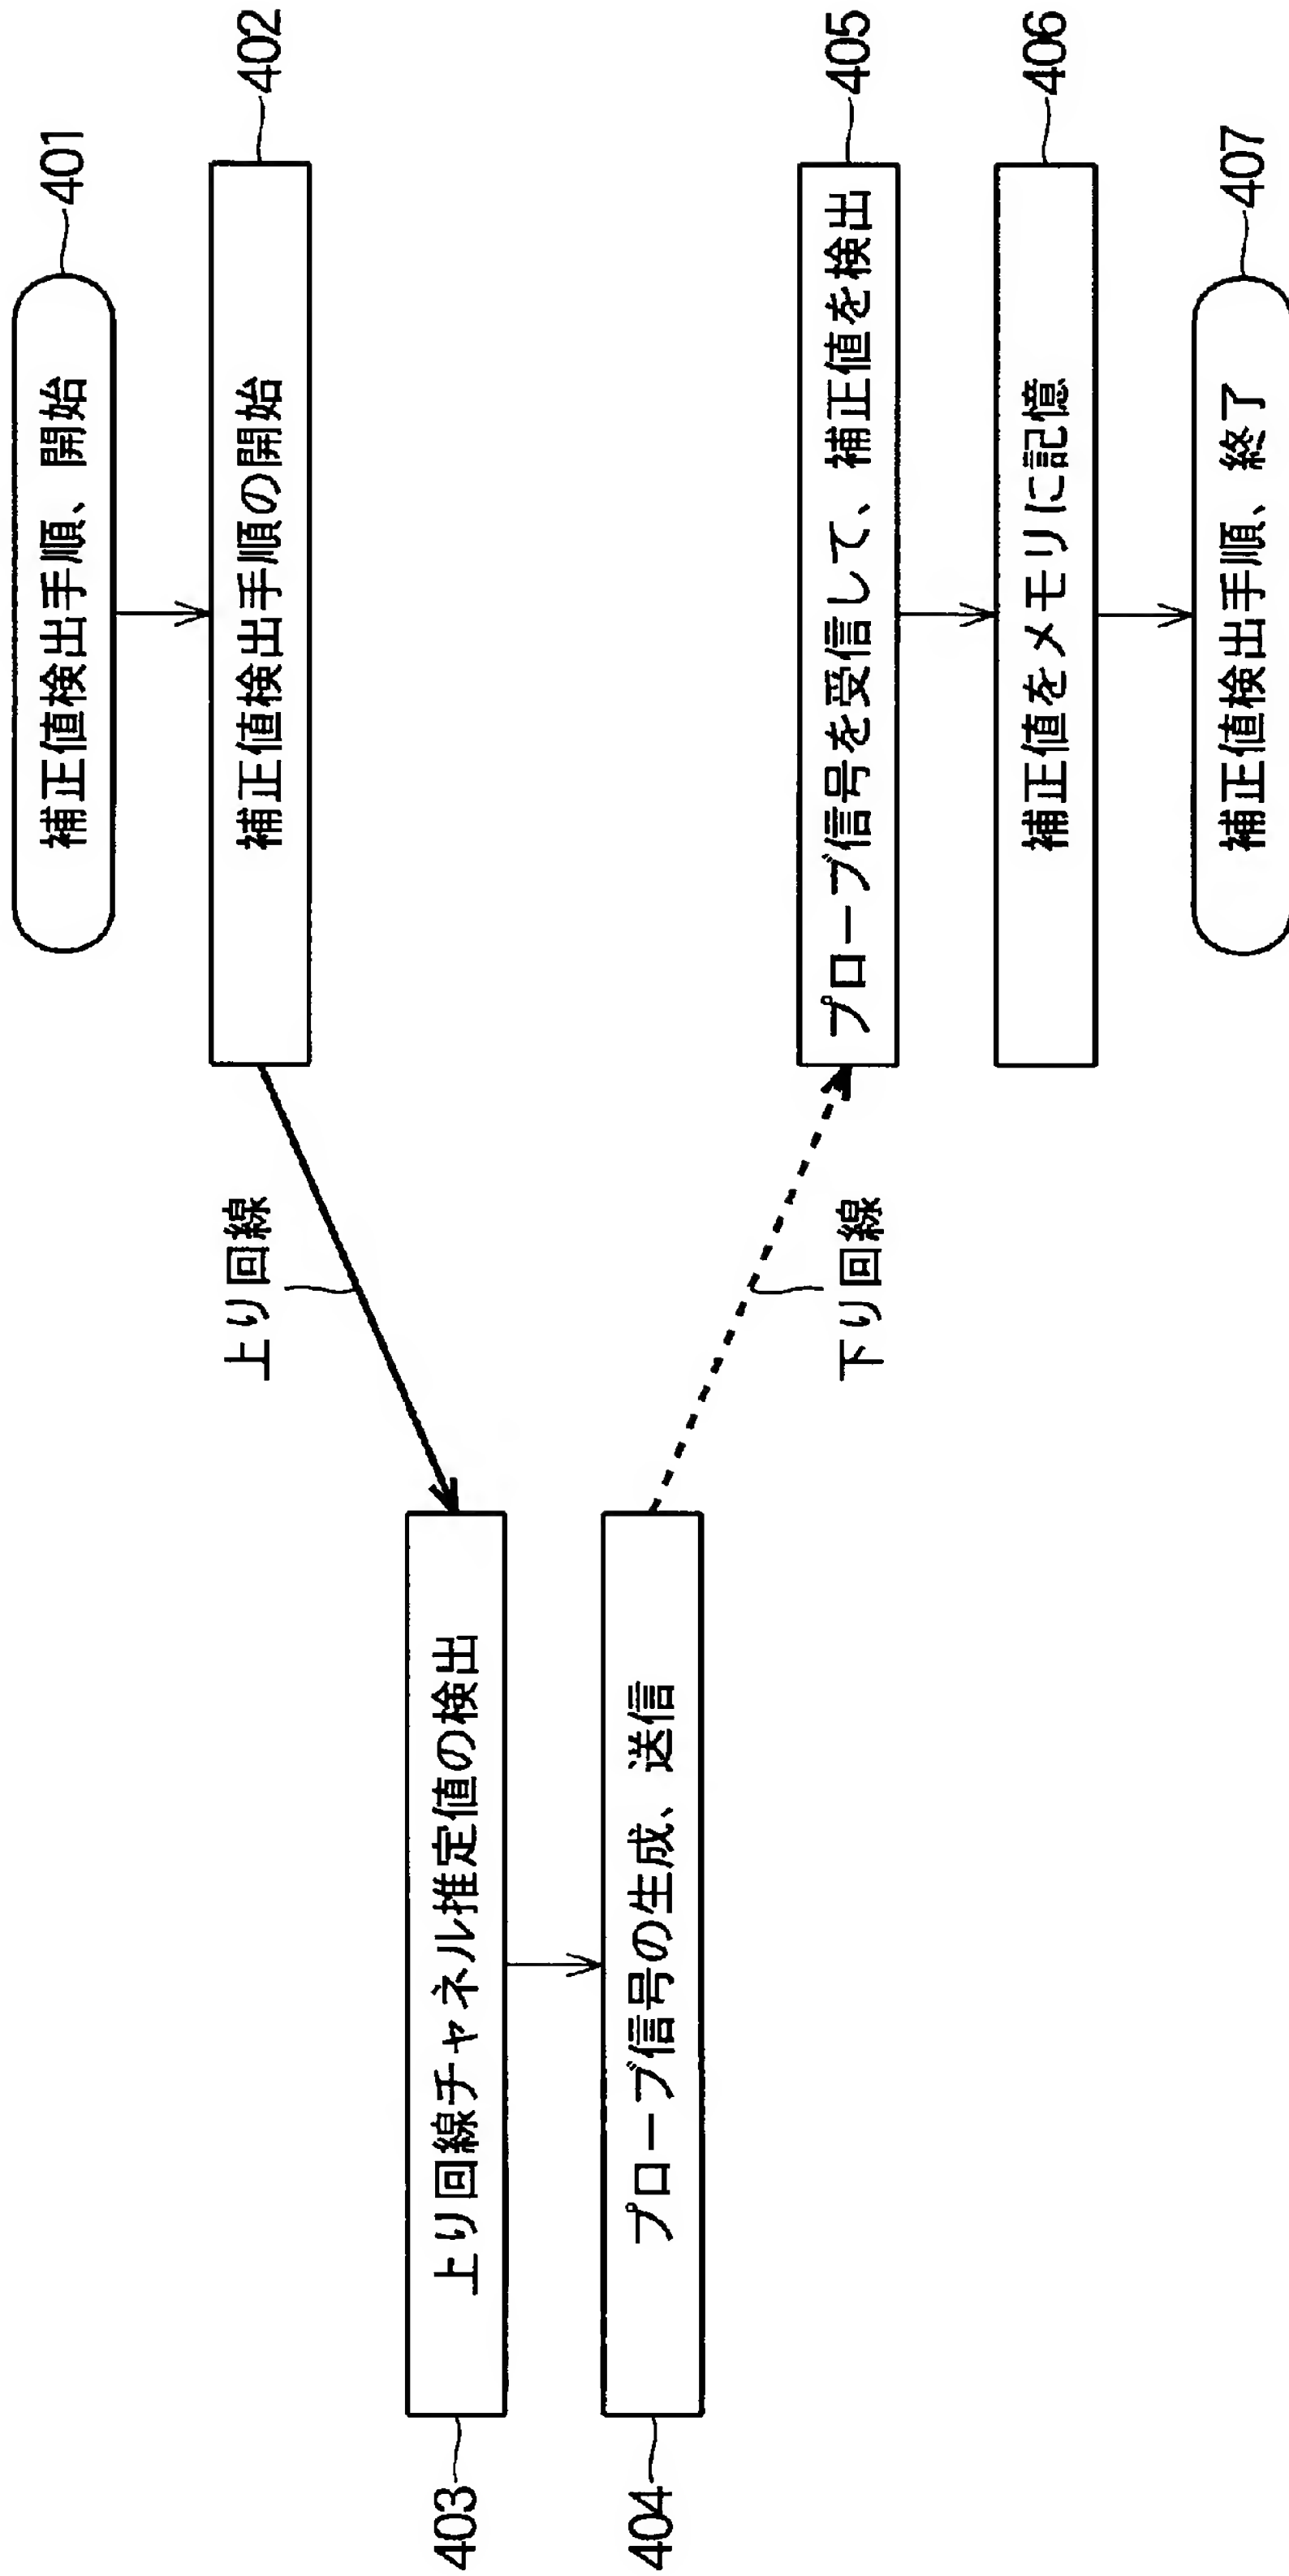 補正値検出手順、開始
401
補正値検出手順の開始
402
上り回線
403
上り回線チャネル推定値の検出
404
プローブ信号の生成、送信
下り回線
プローブ信号を受信して、補正値を検出
405
補正値をメモリに記憶
406
補正値検出手順、終了
407